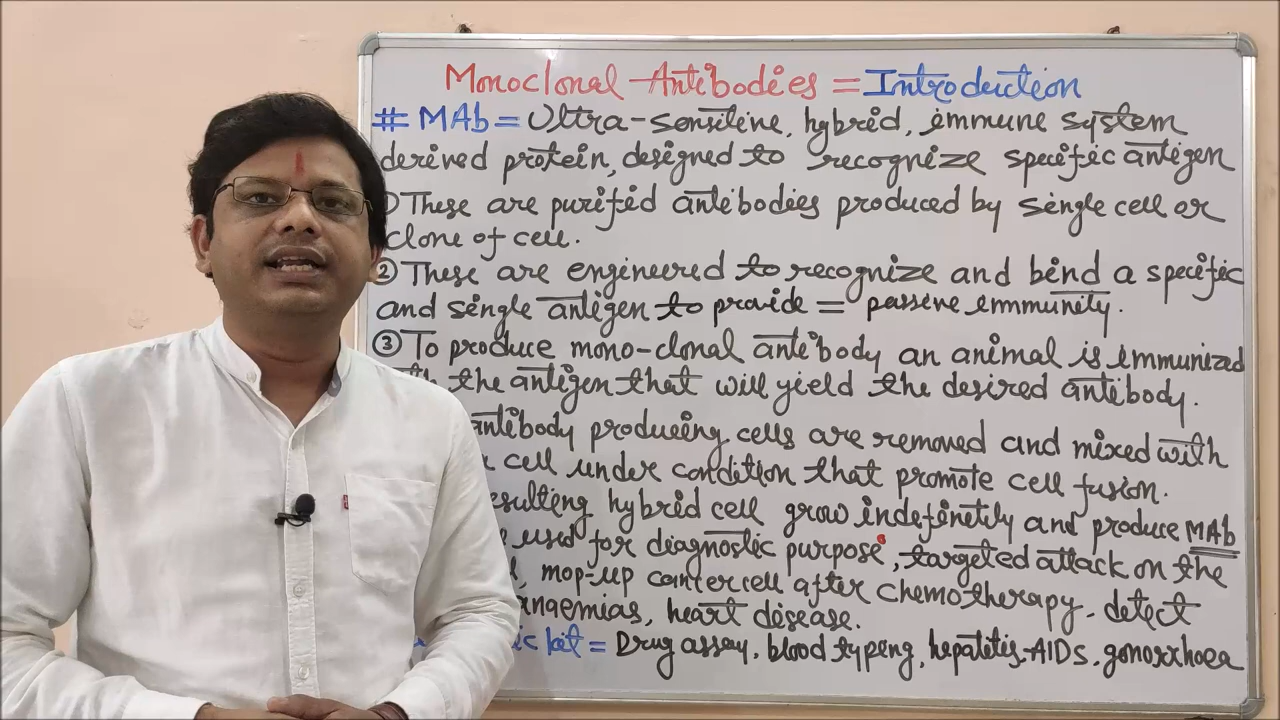 Monoclonal Antibodies = Introduction
# MAb = Ultra-sensitive, hybrid, immune system
derived protein, designed to recognize specific antigen
These are purified antibodies produced by single cell or
clone of cell.
② These are engineered to recognize and bind a specific
and single antigen to provide = passive immunity.
③ To produce mono-clonal antibody an animal is immunized
the antigen that will yield the desired antibody.
antibody producing cells are removed and mixed with
cell under condition that promote cell fusion.
hybrid cell grow indefinitely and produce MAb
used for diagnostic purpose, targeted attack on the
mop-up cancer cell after chemotherapy. detect
heart disease.
kit = Drug assay, blood typing, hepatitis-AIDs, gonorrhoea